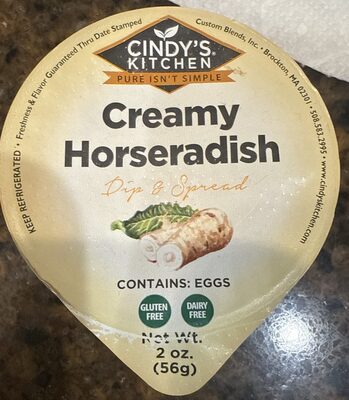 CINDY'S
KITCHEN
PURE ISN'T SIMPLE
Creamy
Horseradish
Dip & Spread
CONTAINS: EGGS
GLUTEN
FREE
DAIRY
FREE
Net Wt.
2 oz.
(56g)
KEEP REFRIGERATED • Freshness & Flavor Guaranteed Thru Date Stamped
Custom Blends, Inc. • Brockton, MA 02301 • 508.583.2995 • www.cindyskitchen.com